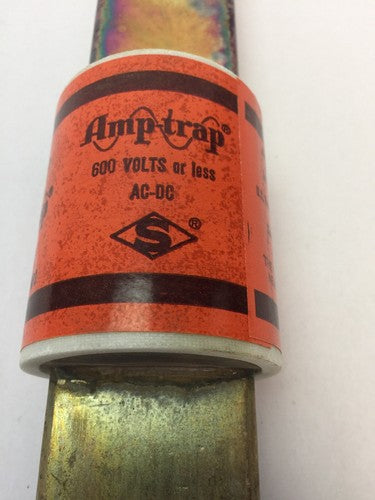 Amp-trap®
600 VOLTS or less
AC-DC
S®